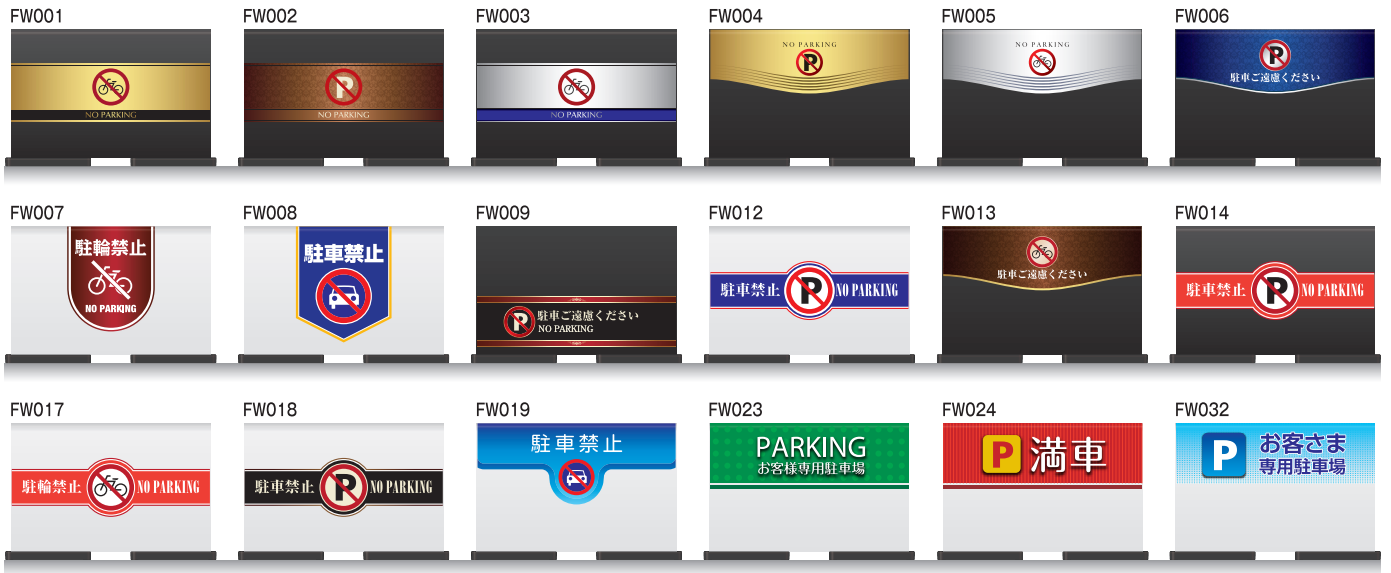 FW001
NO PARKING
FW002
P
NO PARKING
FW003
NO PARKING
FW004
NO PARKING
P
FW005
NO PARKING
FW006
P
駐車ご遠慮ください
FW007
駐輪禁止
NO PARKING
FW008
駐車禁止
FW009
P
駐車ご遠慮ください
NO PARKING
FW012
駐車禁止 P NO PARKING
FW013
駐車ご遠慮ください
FW014
駐車禁止 P NO PARKING
FW017
駐輪禁止 NO PARKING
FW018
駐車禁止 P NO PARKING
FW019
駐車禁止
FW023
PARKING
お客様専用駐車場
FW024
P 満車
FW032
P
お客さま
専用駐車場